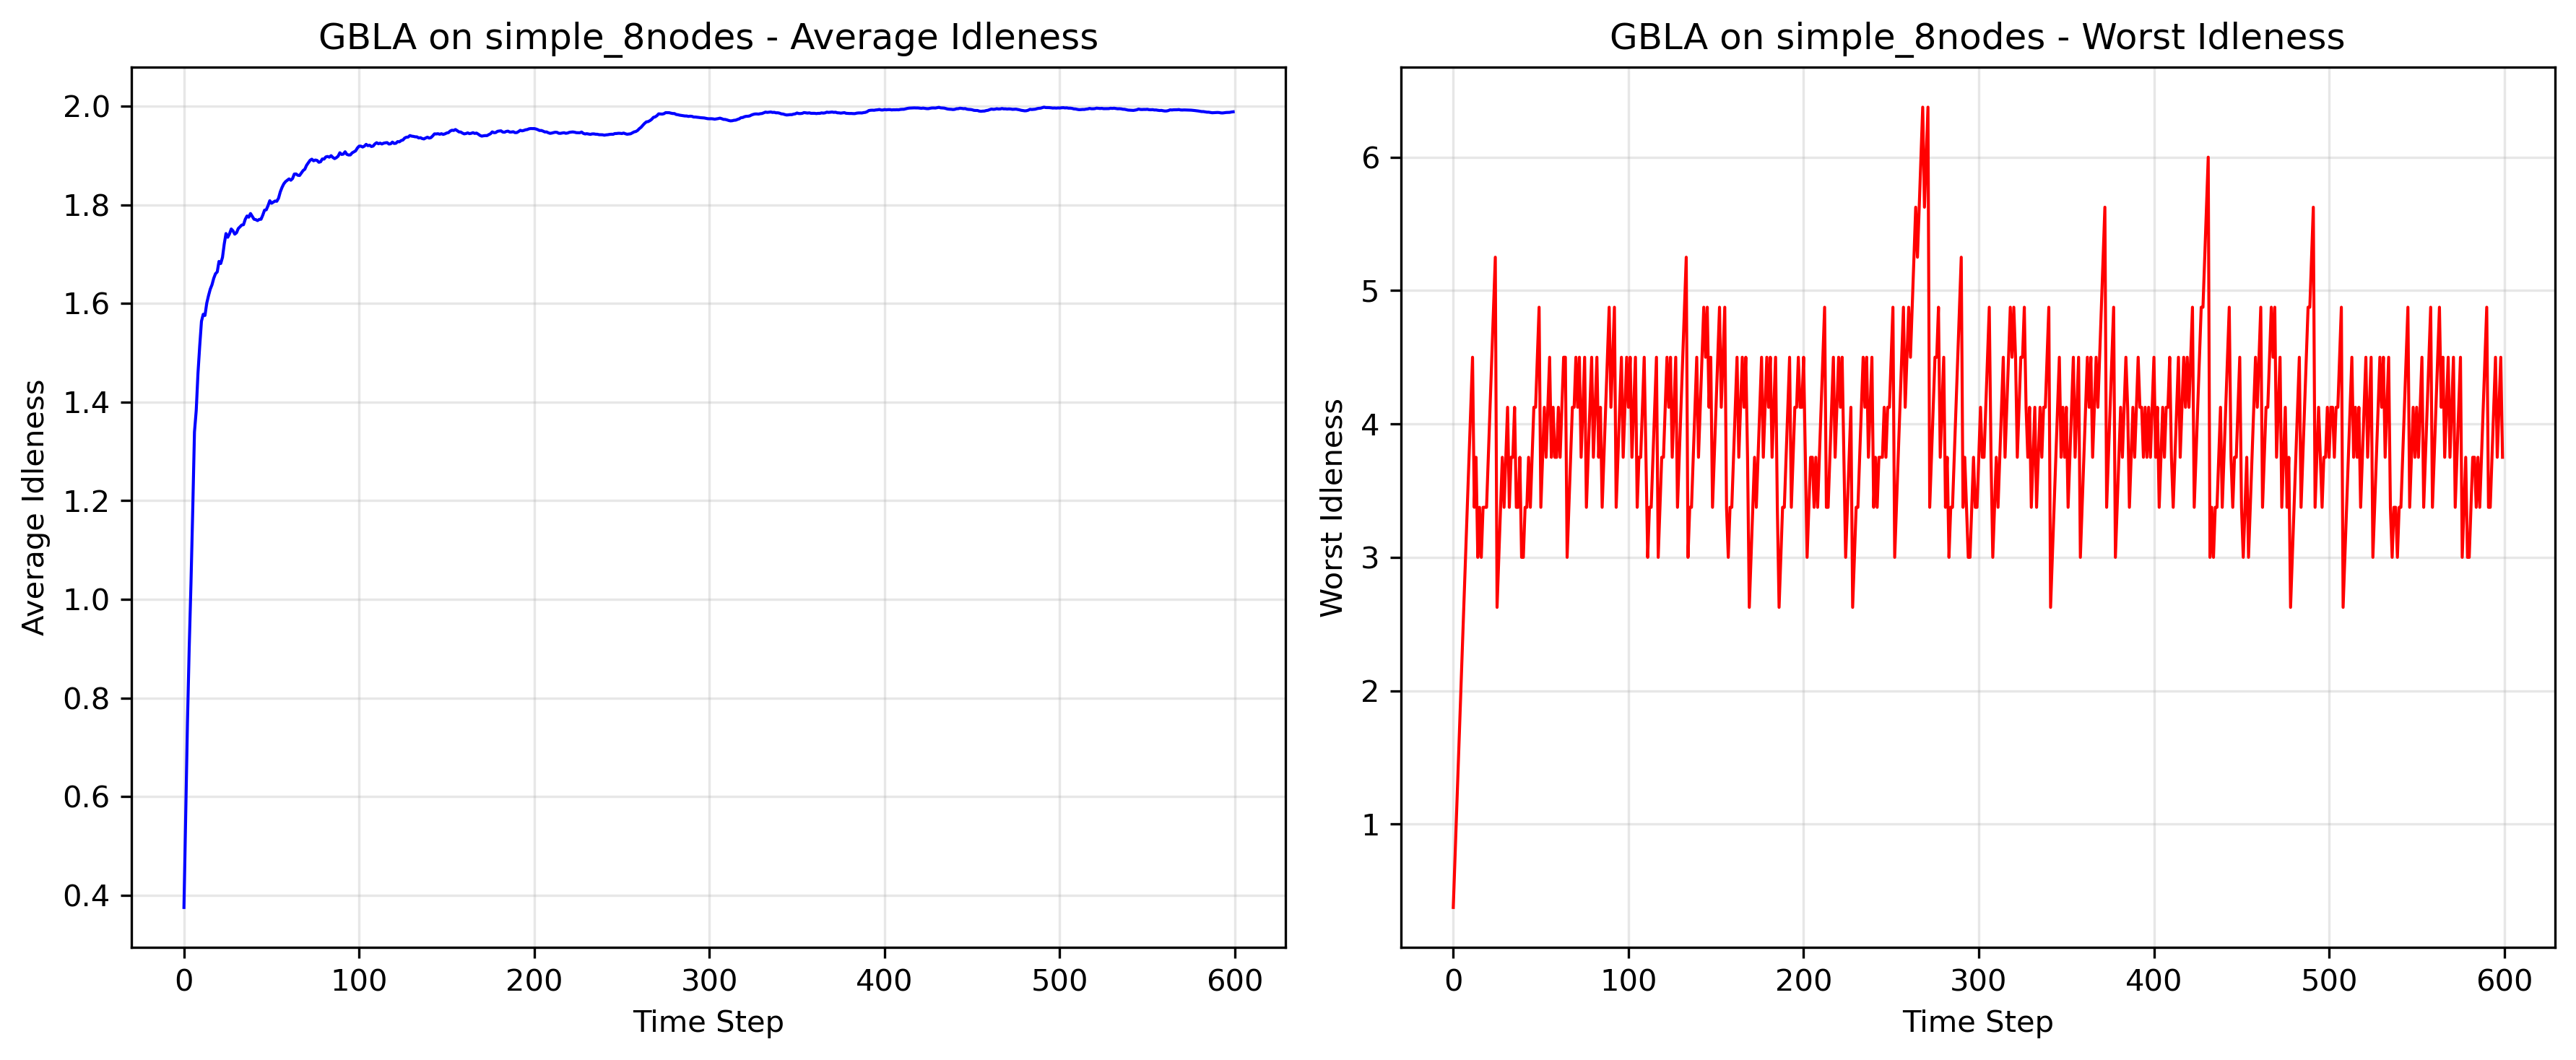 GBLA on simple_8nodes - Average Idleness
Average Idleness
2.0
1.8
1.6
1.4
1.2
1.0
0.8
0.6
0.4
0 100 200 300 400 500 600
Time Step
GBLA on simple_8nodes - Worst Idleness
Worst Idleness
6
5
4
3
2
1
0 100 200 300 400 500 600
Time Step